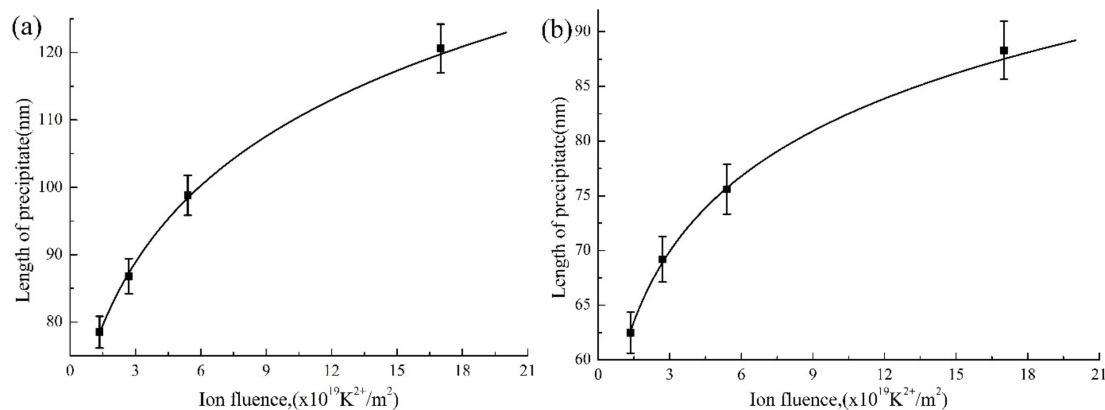 (a)
Length of precipitate(nm)
120
110
100
90
80
0 3 6 9 12 15 18 21
Ion fluence,(x10¹⁹K²⁺/m²)
(b)
Length of precipitate(nm)
90
85
80
75
70
65
60
0 3 6 9 12 15 18 21
Ion fluence,(x10¹⁹K²⁺/m²)